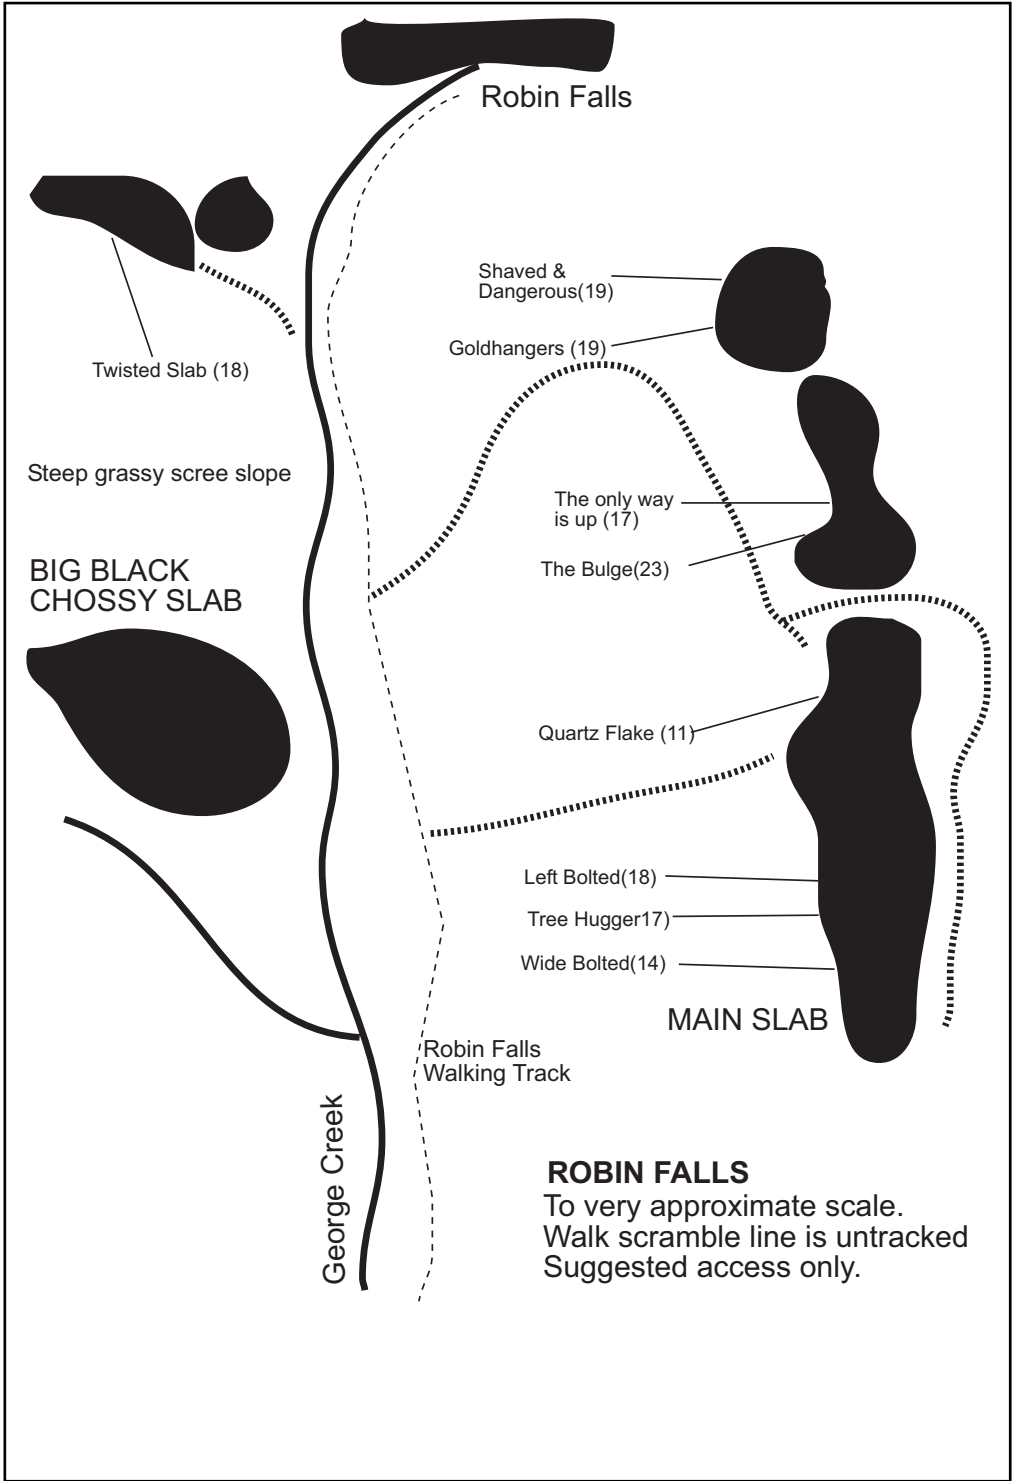 Robin Falls
Shaved &
Dangerous(19)
Goldhangers (19)
Twisted Slab (18)
Steep grassy scree slope
The only way
is up (17)
The Bulge(23)
BIG BLACK
CHOSSY SLAB
Quartz Flake (11)
Left Bolted(18)
Tree Hugger17)
Wide Bolted(14)
MAIN SLAB
Robin Falls
Walking Track
George Creek
ROBIN FALLS
To very approximate scale.
Walk scramble line is untracked
Suggested access only.